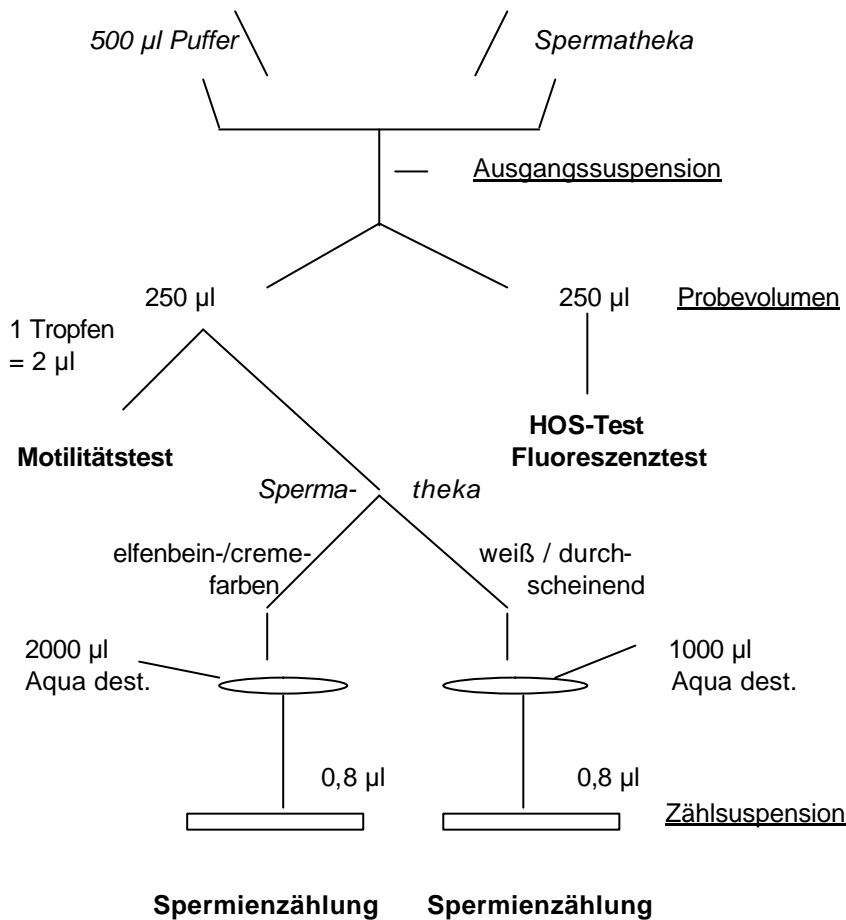 500 µl Puffer Spermatheka
Ausgangssuspension
250 µl 250 µl Probevolumen
1 Tropfen
= 2 µl
HOS-Test
Motilitätstest Fluoreszenztest
Sperma- theka
elfenbein-/creme- weiß / durch-
farben scheinend
2000 µl 1000 µl
Aqua dest. Aqua dest.
0,8 µl 0,8 µl
Zählsuspension
Spermienzählung Spermienzählung